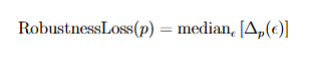 RobustnessLoss(p) = median_ϵ [Δ_p(ϵ)]